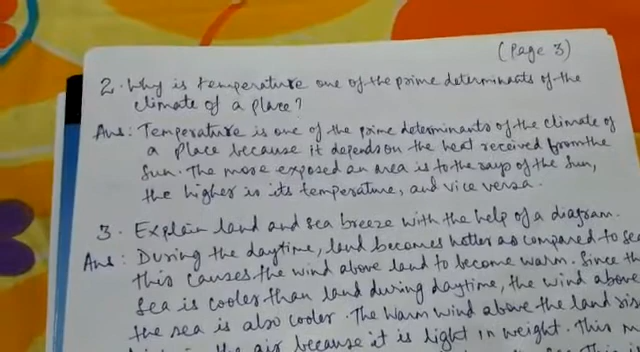 (Page 3)
2. Why is temperature one of the prime determinants of the
climate of a place?
Ans: Temperature is one of the prime determinants of the climate of
a place because it depends on the heat received from the
Sun. The more exposed an area is to the rays of the Sun,
the higher is its temperature, and vice versa.
3. Explain land and sea breeze with the help of a diagram.
Ans: During the daytime, land becomes hotter as compared to sea
this causes the wind above land to become warm. Since th
Sea is cooler than land during daytime, the wind above
the sea is also cooler. The warm wind above the land ris
the air because it is light in weight. This